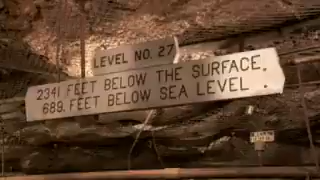 LEVEL NO. 27
2341 FEET BELOW THE SURFACE.
689. FEET BELOW SEA LEVEL